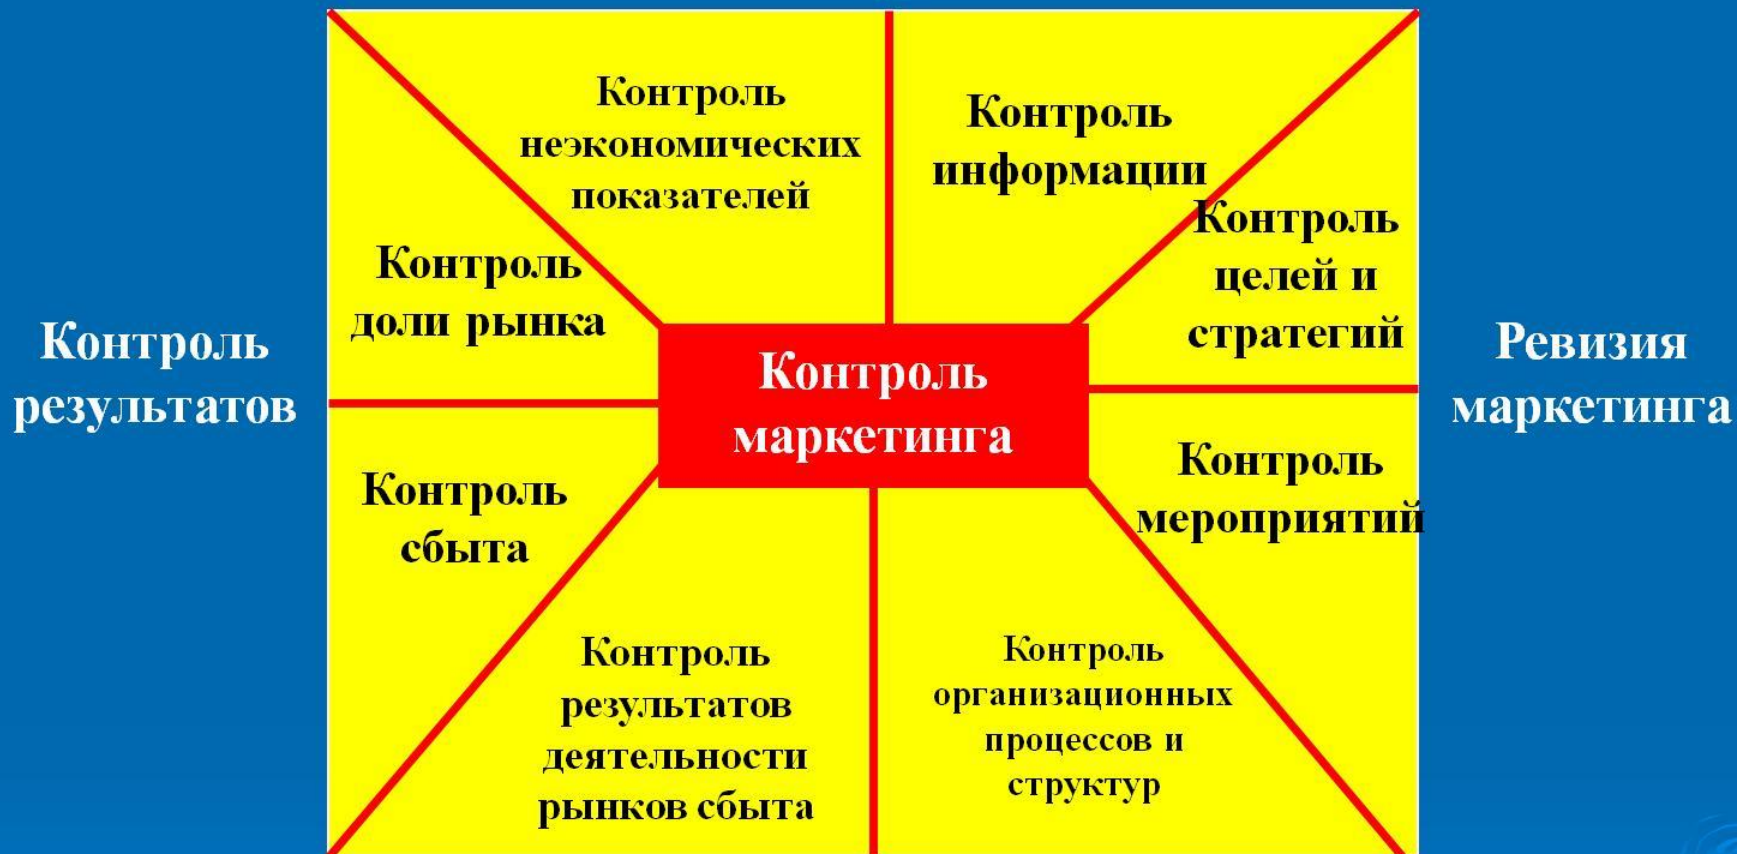 Контроль
неэкономических
показателей
Контроль
информации
Контроль
доли рынка
Контроль
целей и
стратегий
Контроль
результатов
Контроль
маркетинга
Ревизия
маркетинга
Контроль
сбыта
Контроль
мероприятий
Контроль
результатов
деятельности
рынков сбыта
Контроль
организационных
процессов и
структур